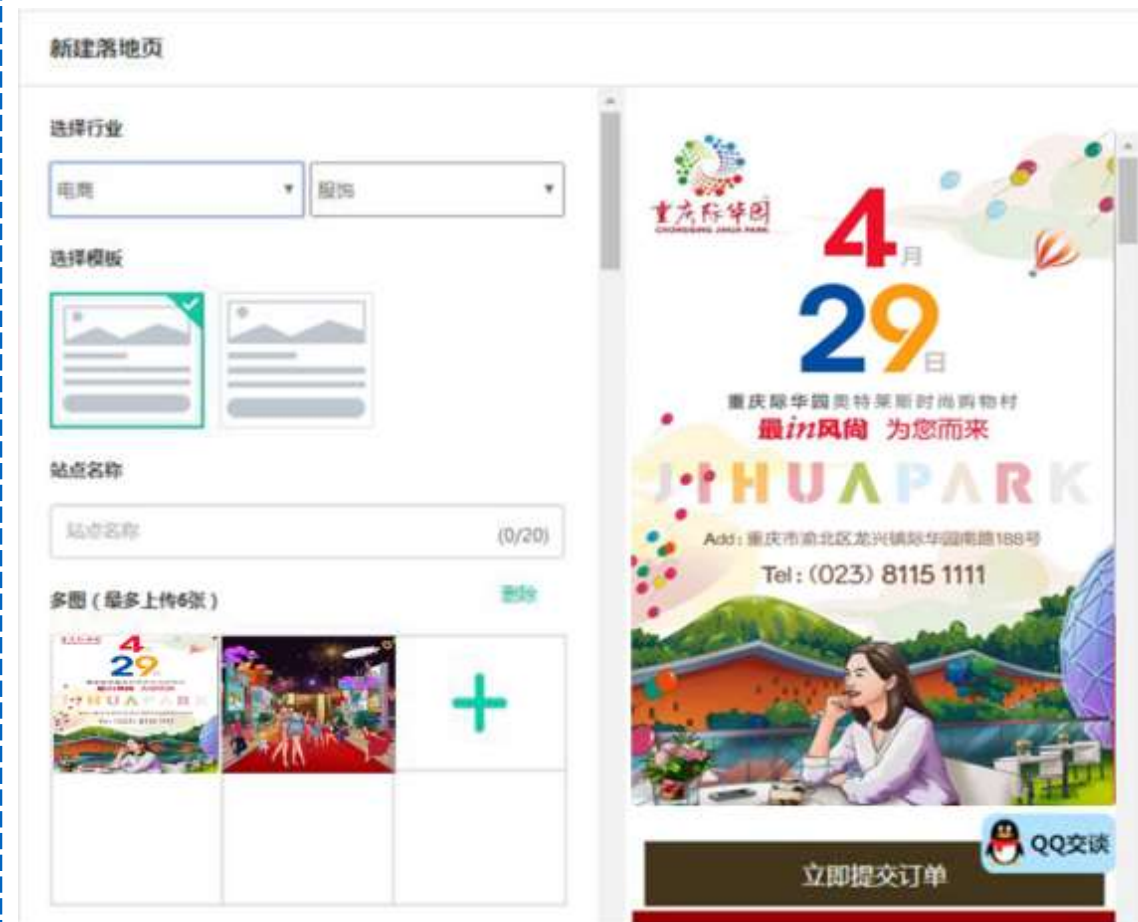 新建落地页
选择行业
电商
服饰
选择模板
站点名称
站点名称 (0/20)
多图(最多上传6张) 删除
4
29
JIHUAPARK
重庆际华园
CHONGQING JIHUA PARK
4月
29日
重庆际华园奥特莱斯时尚购物村
最in风尚 为您而来
JIHUAPARK
Add:重庆市渝北区龙兴镇际华园南路188号
Tel:(023) 8115 1111
QQ交谈
立即提交订单